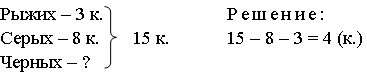 Рыжих – 3 к.
Серых – 8 к.
Черных – ?
15 к.
Решение:
15 – 8 – 3 = 4 (к.)